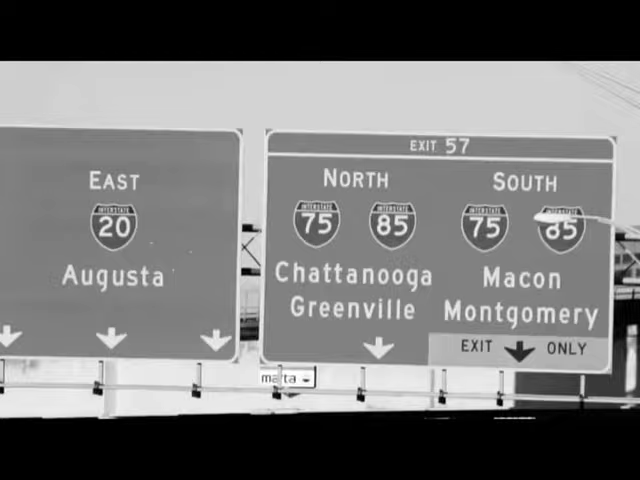 EAST
INTERSTATE
20
Augusta
EXIT 57
NORTH
INTERSTATE
75
INTERSTATE
85
Chattanooga
Greenville
SOUTH
INTERSTATE
75
INTERSTATE
85
Macon
Montgomery
EXIT ONLY
marta